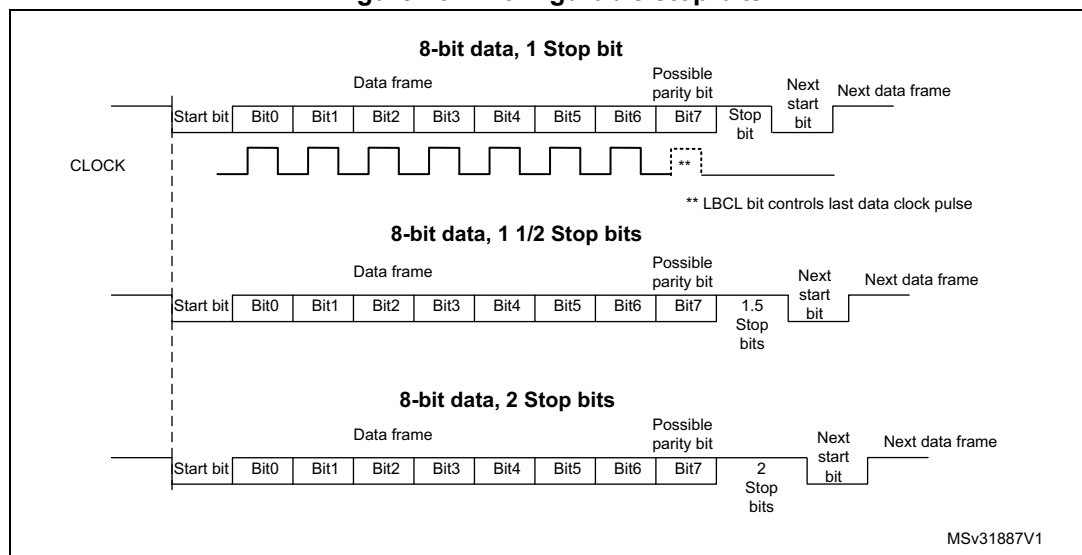 8-bit data, 1 Stop bit
Data frame
Possible
parity bit
Next
start
bit
Next data frame
Start bit Bit0 Bit1 Bit2 Bit3 Bit4 Bit5 Bit6 Bit7 Stop
bit
CLOCK
**
** LBCL bit controls last data clock pulse
8-bit data, 1 1/2 Stop bits
Data frame
Possible
parity bit
Next
start
bit
Next data frame
Start bit Bit0 Bit1 Bit2 Bit3 Bit4 Bit5 Bit6 Bit7 1.5
Stop
bits
8-bit data, 2 Stop bits
Data frame
Possible
parity bit
Next
start
bit
Next data frame
Start bit Bit0 Bit1 Bit2 Bit3 Bit4 Bit5 Bit6 Bit7 2
Stop
bits
MSv31887V1